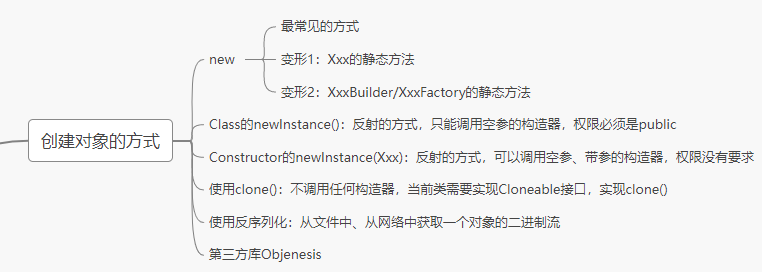 创建对象的方式
new
最常见的方式
变形1：Xxx的静态方法
变形2：XxxBuilder/XxxFactory的静态方法
Class的newInstance()：反射的方式，只能调用空参的构造器，权限必须是public
Constructor的newInstance(Xxx)：反射的方式，可以调用空参、带参的构造器，权限没有要求
使用clone()：不调用任何构造器，当前类需要实现Cloneable接口，实现clone()
使用反序列化：从文件中、从网络中获取一个对象的二进制流
第三方库Objenesis